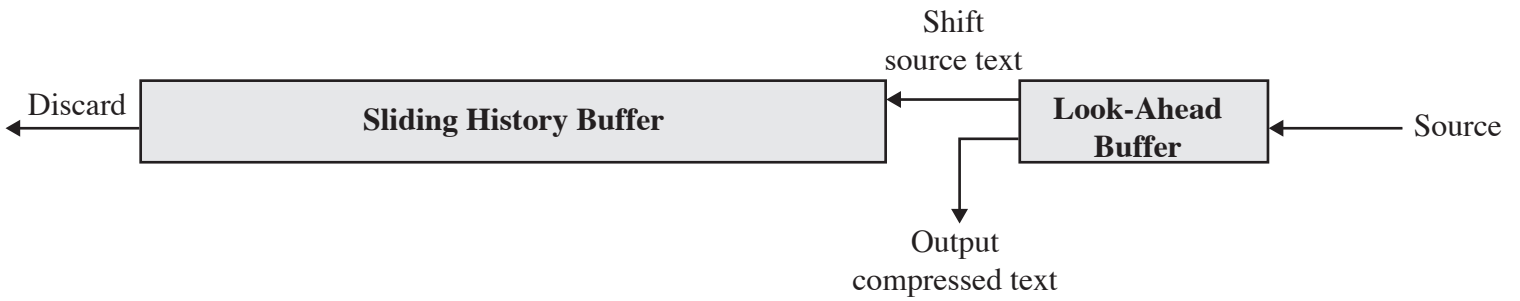 Shift
source text
Discard
Sliding History Buffer
Look-Ahead
Buffer
Source
Output
compressed text